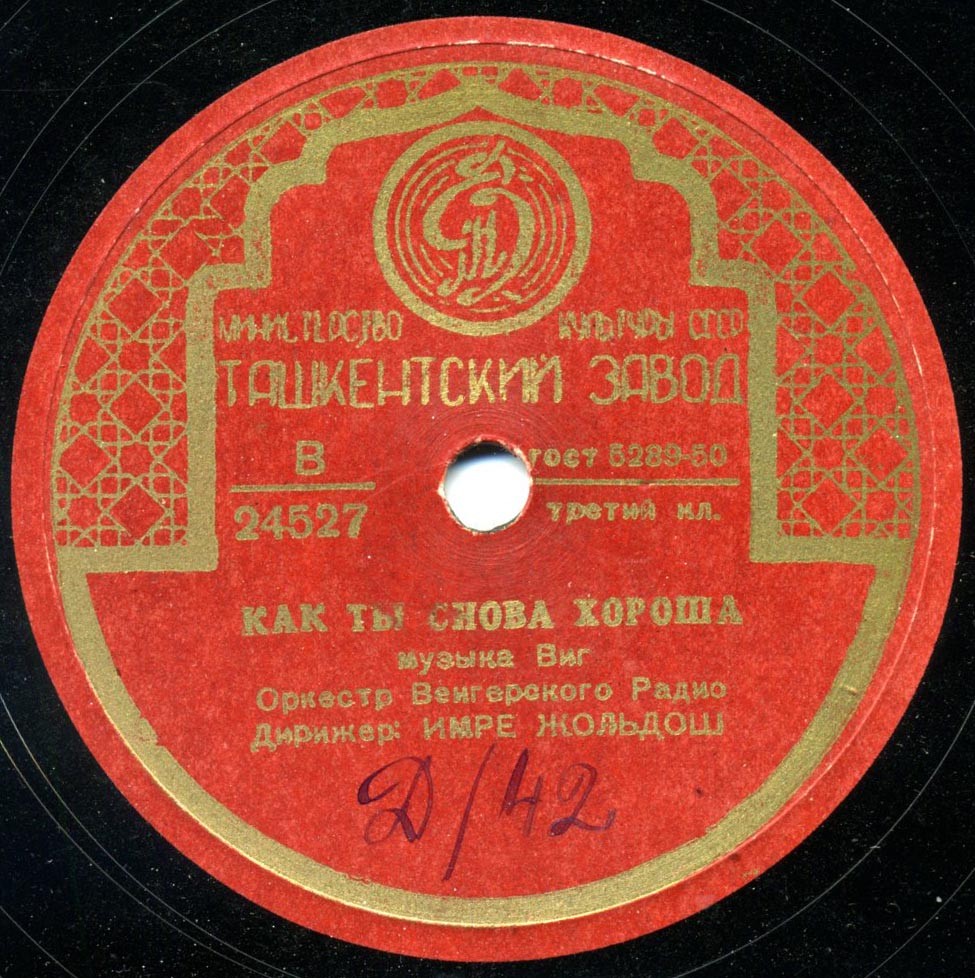 МИНИСТЕРСТВО КУЛЬТУРЫ СССР
ТАШКЕНТСКИЙ ЗАВОД
В ГОСТ 5289-50
24527 третий кл.
КАК ТЫ СНОВА ХОРОША
музыка Виг
Оркестр Венгерского Радио
Дирижер: ИМРЕ ЖОЛЬДОШ
Д/42